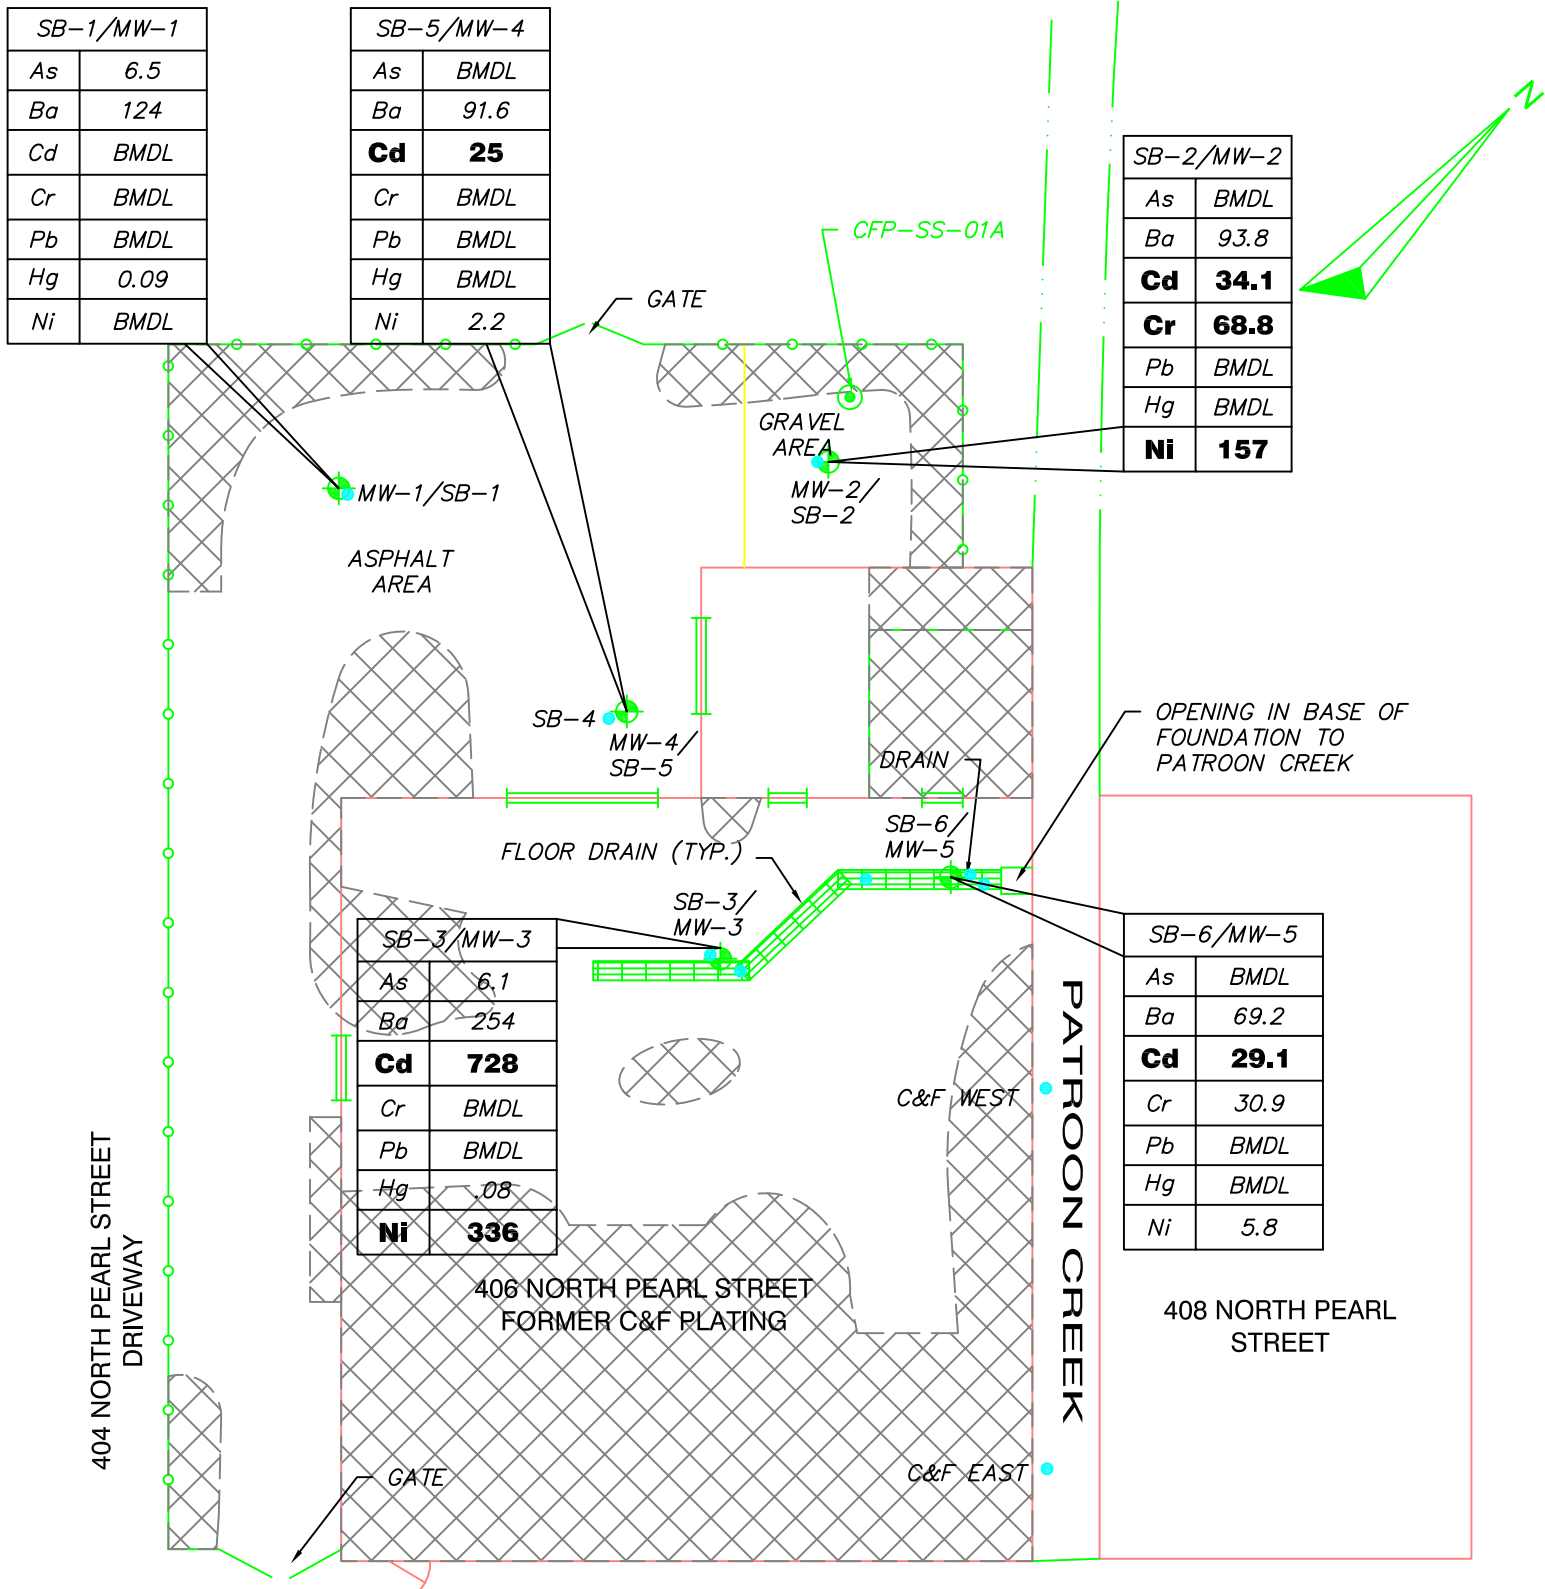 SB-1/MW-1
As 6.5
Ba 124
Cd BMDL
Cr BMDL
Pb BMDL
Hg 0.09
Ni BMDL
SB-5/MW-4
As BMDL
Ba 91.6
Cd 25
Cr BMDL
Pb BMDL
Hg BMDL
Ni 2.2
N
SB-2/MW-2
As BMDL
Ba 93.8
Cd 34.1
Cr 68.8
Pb BMDL
Hg BMDL
Ni 157
CFP-SS-01A
GATE
GRAVEL
AREA
MW-2/
SB-2
MW-1/SB-1
ASPHALT
AREA
SB-4
MW-4/
SB-5
DRAIN
OPENING IN BASE OF
FOUNDATION TO
PATROON CREEK
SB-6/
MW-5
FLOOR DRAIN (TYP.)
SB-3/
MW-3
SB-3/MW-3
As 6.1
Ba 254
Cd 728
Cr BMDL
Pb BMDL
Hg .08
Ni 336
SB-6/MW-5
As BMDL
Ba 69.2
Cd 29.1
Cr 30.9
Pb BMDL
Hg BMDL
Ni 5.8
C&F WEST
PATROON CREEK
404 NORTH PEARL STREET
DRIVEWAY
406 NORTH PEARL STREET
FORMER C&F PLATING
408 NORTH PEARL
STREET
C&F EAST
GATE